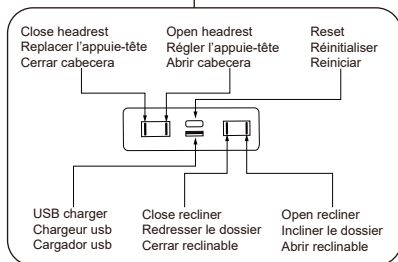 Close headrest
Replacer l'appuie-tête
Cerrar cabecera
Open headrest
Régler l'appuie-tête
Abrir cabecera
Reset
Réinitialiser
Reiniciar
USB charger
Chargeur usb
Cargador usb
Close recliner
Redresser le dossier
Cerrar reclinable
Open recliner
Incliner le dossier
Abrir reclinable